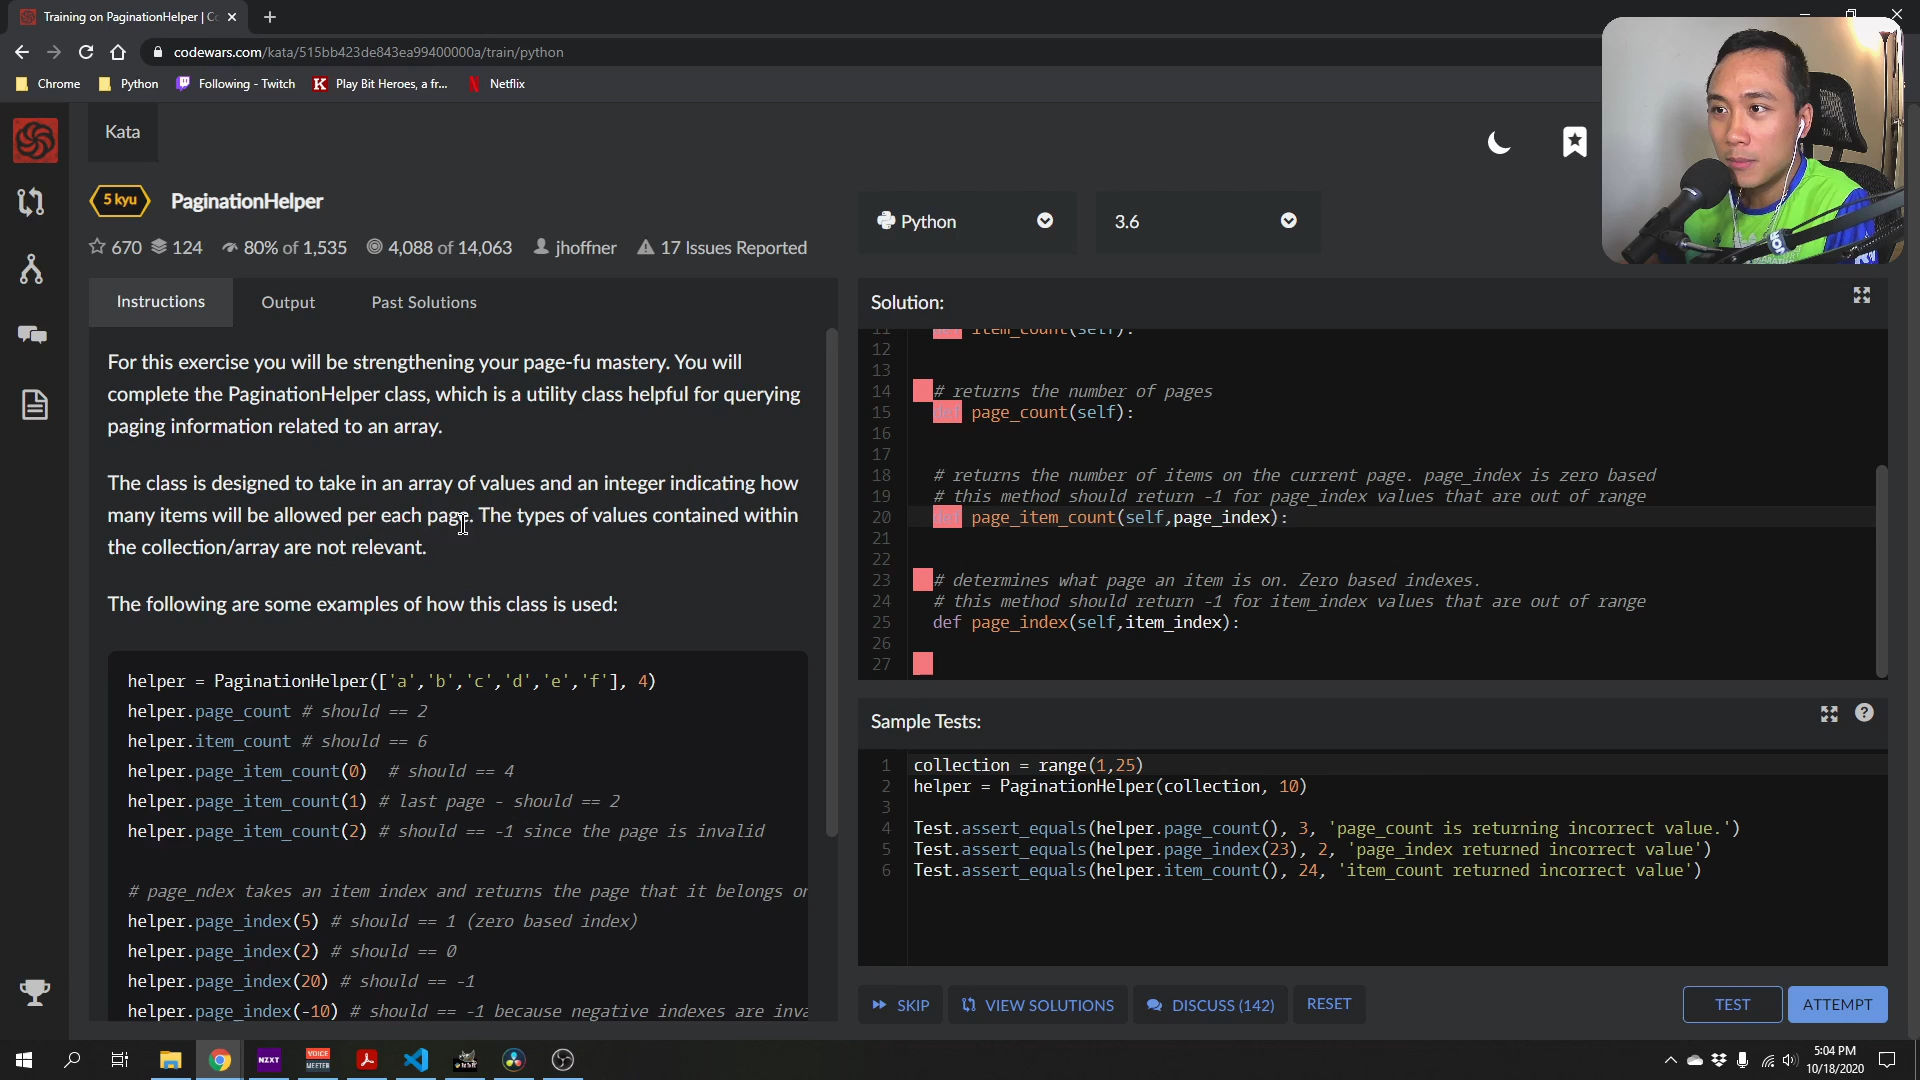 Training on PaginationHelper | C
codewars.com/kata/515bb423de843ea99400000a/train/python
Chrome
Python
Following - Twitch
Play Bit Heroes, a fr...
Netflix
Kata
5 kyu
PaginationHelper
670
124
80% of 1,535
4,088 of 14,063
jhoffner
17 Issues Reported
Python
3.6
Instructions
Output
Past Solutions
For this exercise you will be strengthening your page-fu mastery. You will
complete the PaginationHelper class, which is a utility class helpful for querying
paging information related to an array.
The class is designed to take in an array of values and an integer indicating how
many items will be allowed per each page. The types of values contained within
the collection/array are not relevant.
The following are some examples of how this class is used:
helper = PaginationHelper(['a','b','c','d','e','f'], 4)
helper.page_count # should == 2
helper.item_count # should == 6
helper.page_item_count(0)  # should == 4
helper.page_item_count(1) # last page - should == 2
helper.page_item_count(2) # should == -1 since the page is invalid
# page_ndex takes an item index and returns the page that it belongs on
helper.page_index(5) # should == 1 (zero based index)
helper.page_index(2) # should == 0
helper.page_index(20) # should == -1
helper.page_index(-10) # should == -1 because negative indexes are inva
Solution:
11 def item_count(self):
12
13
14 # returns the number of pages
15 def page_count(self):
16
17
18 # returns the number of items on the current page. page_index is zero based
19 # this method should return -1 for page_index values that are out of range
20 def page_item_count(self,page_index):
21
22
23 # determines what page an item is on. Zero based indexes.
24 # this method should return -1 for item_index values that are out of range
25 def page_index(self,item_index):
26
27
Sample Tests:
1 collection = range(1,25)
2 helper = PaginationHelper(collection, 10)
3
4 Test.assert_equals(helper.page_count(), 3, 'page_count is returning incorrect value.')
5 Test.assert_equals(helper.page_index(23), 2, 'page_index returned incorrect value')
6 Test.assert_equals(helper.item_count(), 24, 'item_count returned incorrect value')
SKIP
VIEW SOLUTIONS
DISCUSS (142)
RESET
TEST
ATTEMPT
NZXT
VOICE
MEETER
5:04 PM
10/18/2020